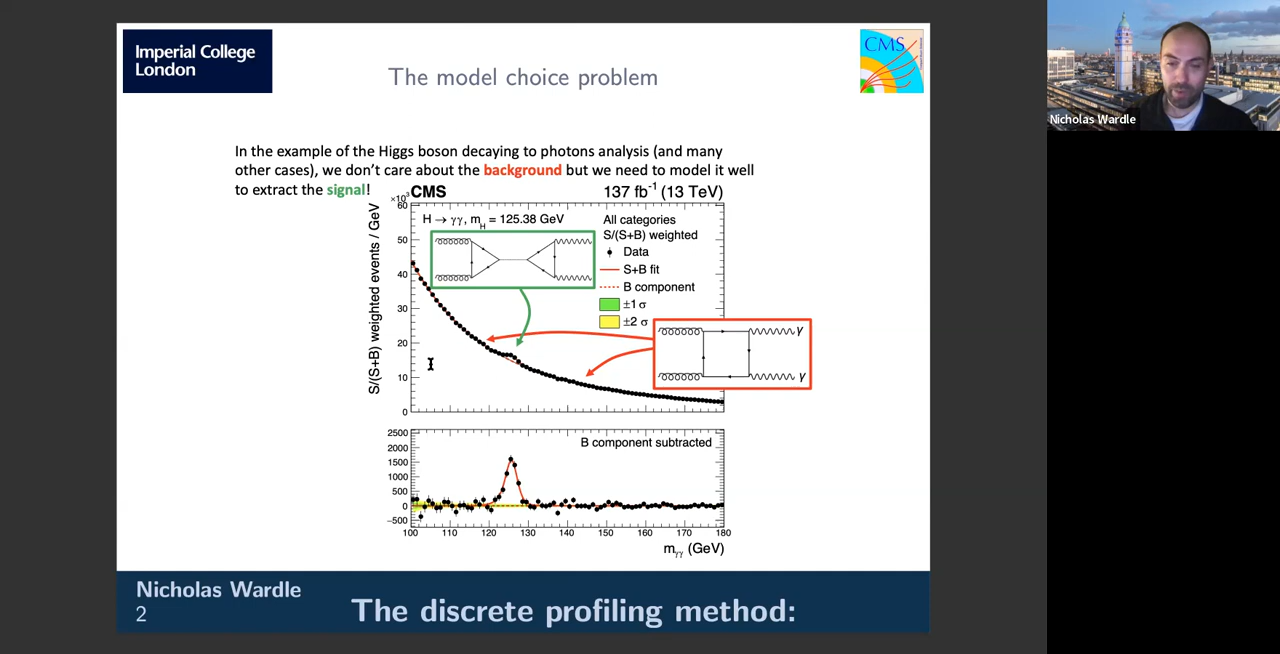 Imperial College
London
The model choice problem
CMS
Nicholas Wardle
In the example of the Higgs boson decaying to photons analysis (and many
other cases), we don't care about the background but we need to model it well
to extract the signal!
×10³ CMS 137 fb⁻¹ (13 TeV)
S/(S+B) weighted events / GeV
60
50
40
30
20
10
0
H → γγ, m_H = 125.38 GeV
All categories
S/(S+B) weighted
Data
S+B fit
B component
±1 σ
±2 σ
γ
γ
B component subtracted
2500
2000
1500
1000
500
0
−500
100 110 120 130 140 150 160 170 180
m_γγ (GeV)
Nicholas Wardle
2
The discrete profiling method: